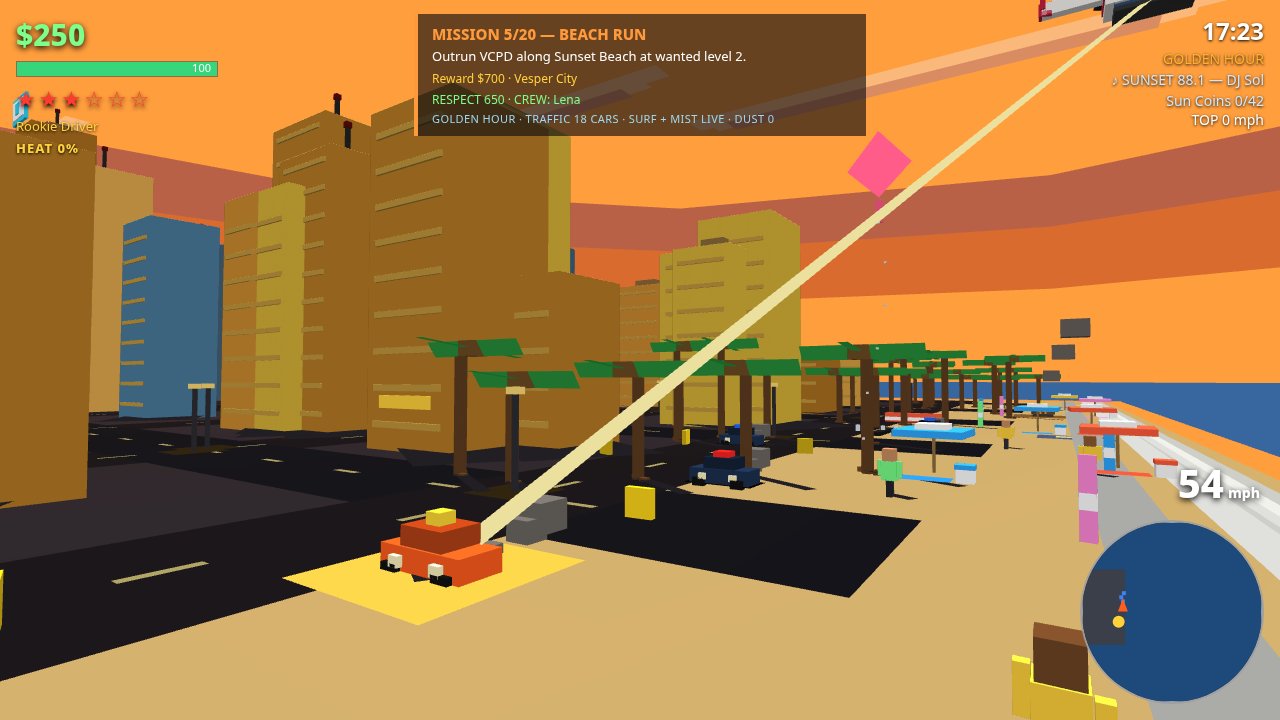 $250
100
★★★☆☆☆
Rookie Driver
HEAT 0%
MISSION 5/20 — BEACH RUN
Outrun VCPD along Sunset Beach at wanted level 2.
Reward $700 · Vesper City
RESPECT 650 · CREW: Lena
GOLDEN HOUR · TRAFFIC 18 CARS · SURF + MIST LIVE · DUST 0
17:23
GOLDEN HOUR
♪ SUNSET 88.1 — DJ Sol
Sun Coins 0/42
TOP 0 mph
54 mph